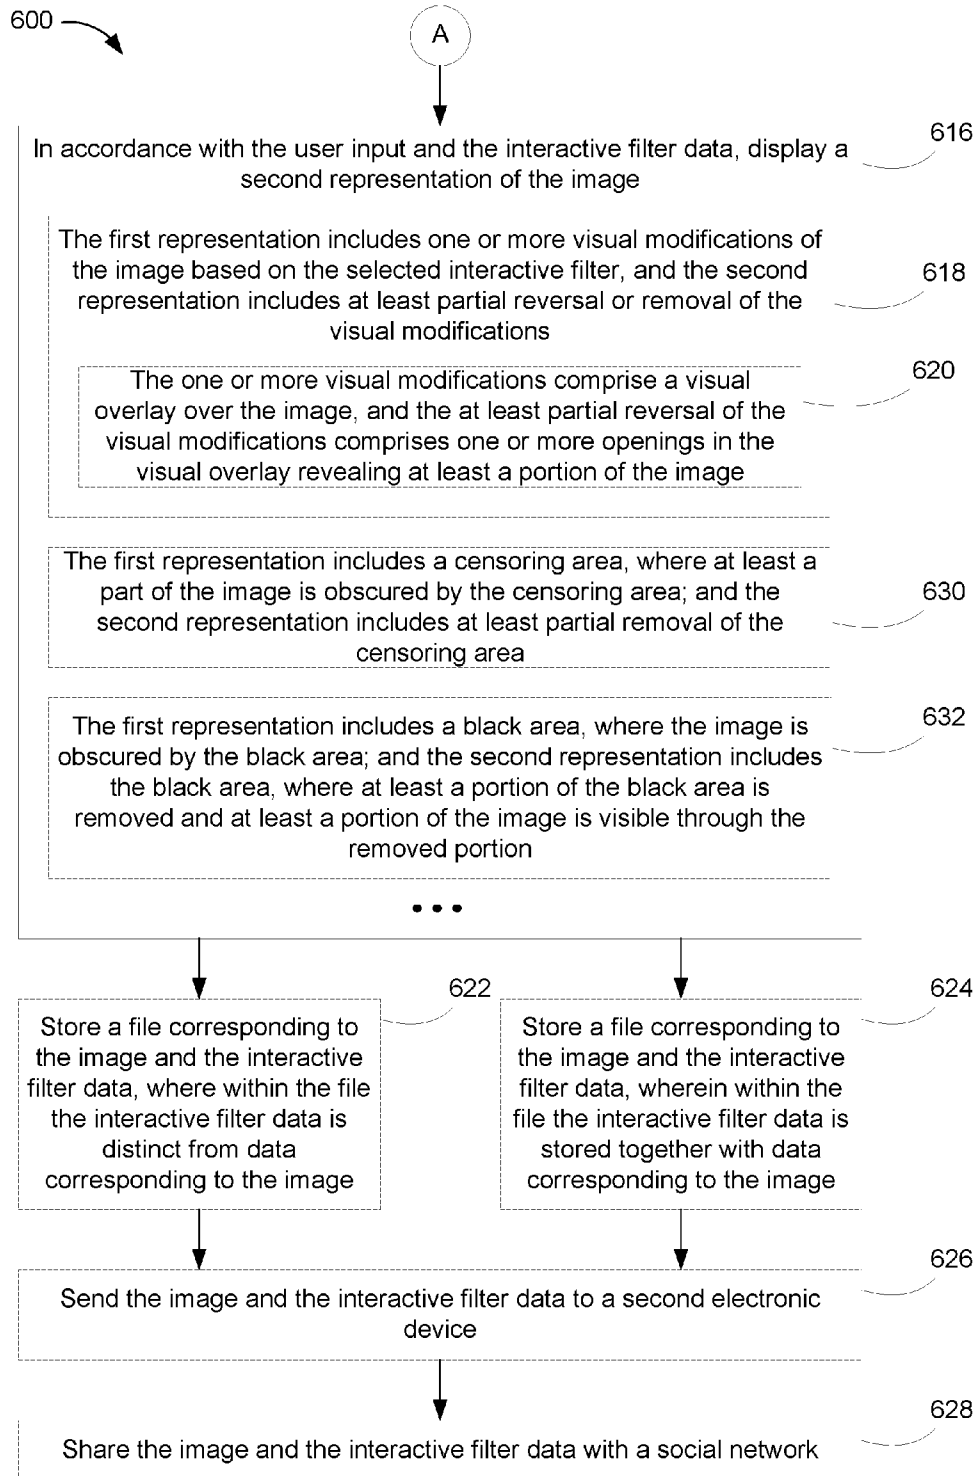 600
A
616
In accordance with the user input and the interactive filter data, display a
second representation of the image
The first representation includes one or more visual modifications of
the image based on the selected interactive filter, and the second
representation includes at least partial reversal or removal of the
visual modifications
618
The one or more visual modifications comprise a visual
overlay over the image, and the at least partial reversal of the
visual modifications comprises one or more openings in the
visual overlay revealing at least a portion of the image
620
The first representation includes a censoring area, where at least a
part of the image is obscured by the censoring area; and the
second representation includes at least partial removal of the
censoring area
630
The first representation includes a black area, where the image is
obscured by the black area; and the second representation includes
the black area, where at least a portion of the black area is
removed and at least a portion of the image is visible through the
removed portion
632
• • •
622
Store a file corresponding to
the image and the interactive
filter data, where within the file
the interactive filter data is
distinct from data
corresponding to the image
624
Store a file corresponding to
the image and the interactive
filter data, wherein within the
file the interactive filter data is
stored together with data
corresponding to the image
626
Send the image and the interactive filter data to a second electronic
device
628
Share the image and the interactive filter data with a social network